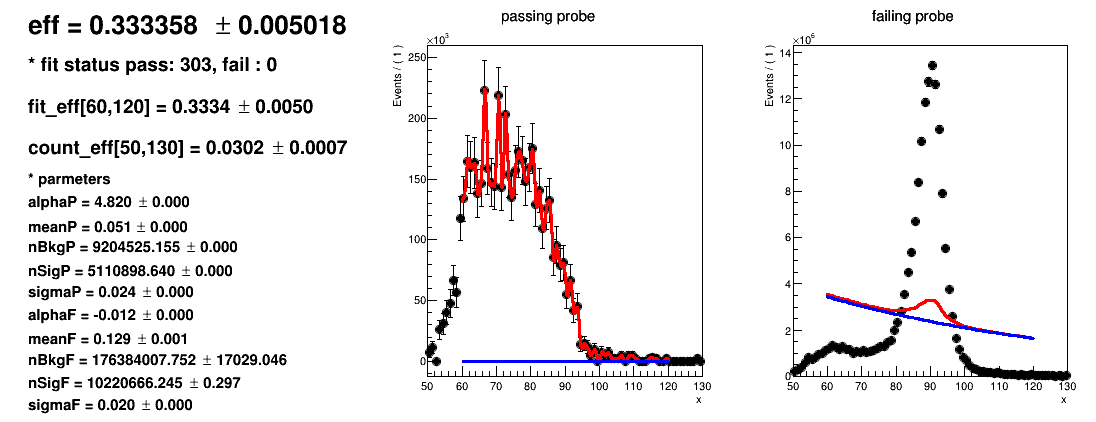 eff = 0.333358 ± 0.005018
* fit status pass: 303, fail : 0
fit_eff[60,120] = 0.3334 ± 0.0050
count_eff[50,130] = 0.0302 ± 0.0007
* parmeters
alphaP = 4.820 ± 0.000
meanP = 0.051 ± 0.000
nBkgP = 9204525.155 ± 0.000
nSigP = 5110898.640 ± 0.000
sigmaP = 0.024 ± 0.000
alphaF = -0.012 ± 0.000
meanF = 0.129 ± 0.001
nBkgF = 176384007.752 ± 17029.046
nSigF = 10220666.245 ± 0.297
sigmaF = 0.020 ± 0.000
passing probe
×10³
Events / ( 1 )
250
200
150
100
50
0
50 60 70 80 90 100 110 120 130
x
failing probe
×10⁶
Events / ( 1 )
14
12
10
8
6
4
2
0
50 60 70 80 90 100 110 120 130
x